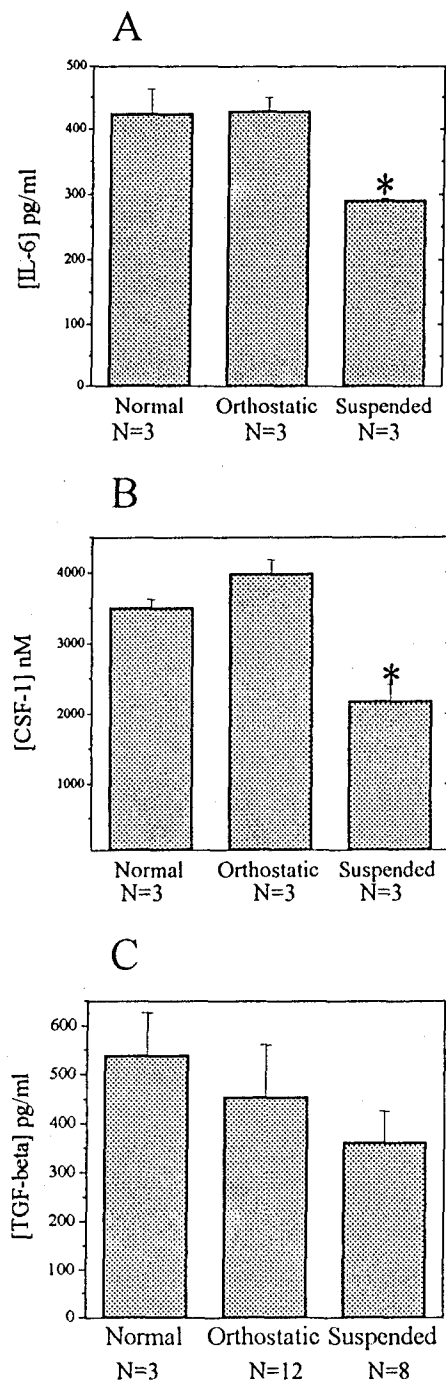 A
500
400
300
200
100
0
[IL-6] pg/ml
*
Normal Orthostatic Suspended
N=3 N=3 N=3
B
4000
3000
2000
1000
[CSF-1] nM
*
Normal Orthostatic Suspended
N=3 N=3 N=3
C
600
500
400
300
200
100
0
[TGF-beta] pg/ml
Normal Orthostatic Suspended
N=3 N=12 N=8